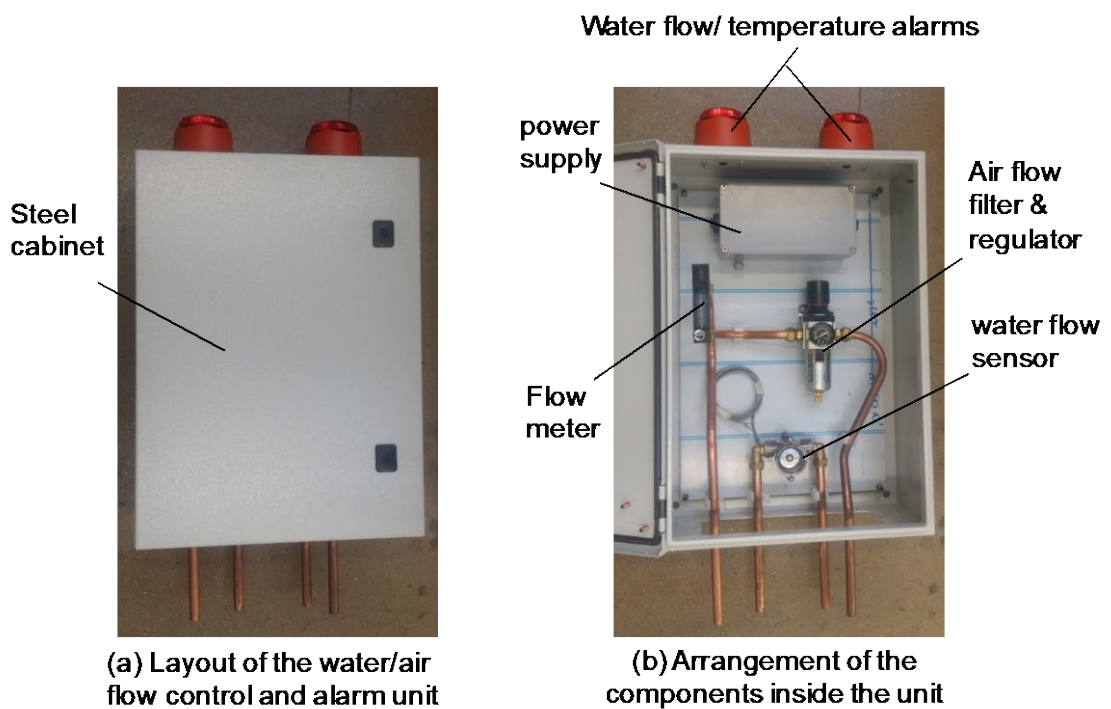 Water flow/ temperature alarms
power
supply
Air flow
filter &
regulator
Steel
cabinet
water flow
sensor
Flow
meter
(a) Layout of the water/air
flow control and alarm unit
(b) Arrangement of the
components inside the unit